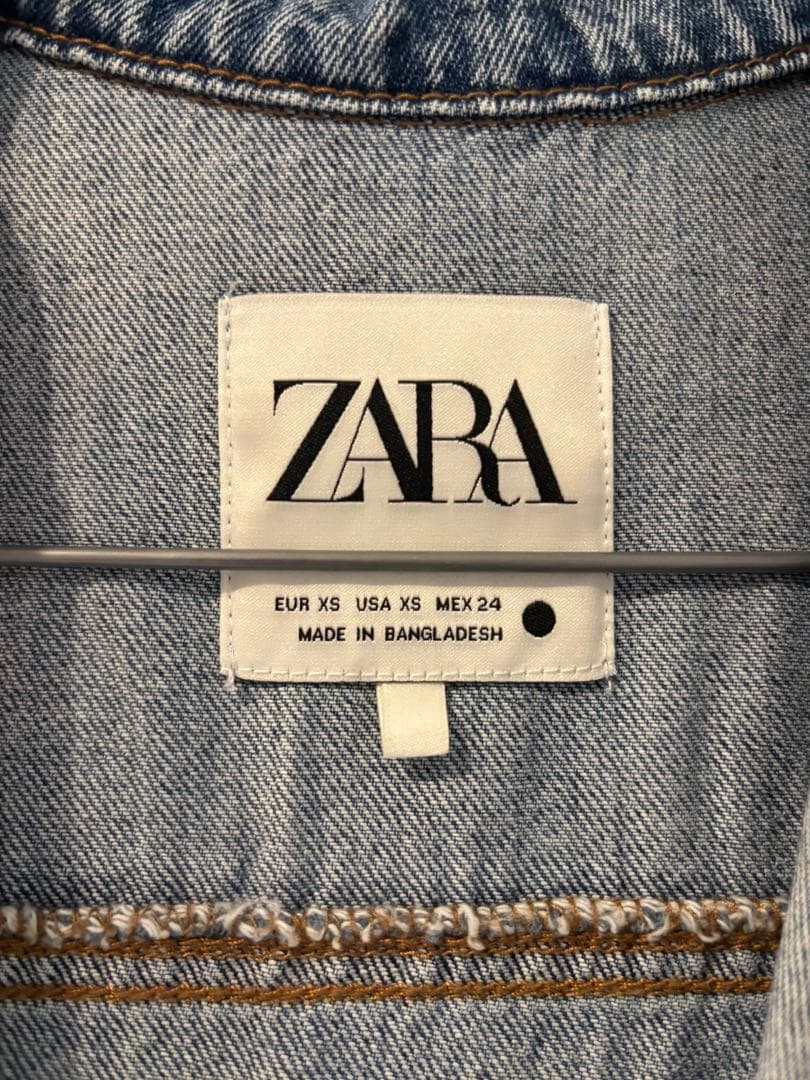 ZARA
EUR XS USA XS MEX 24
MADE IN BANGLADESH